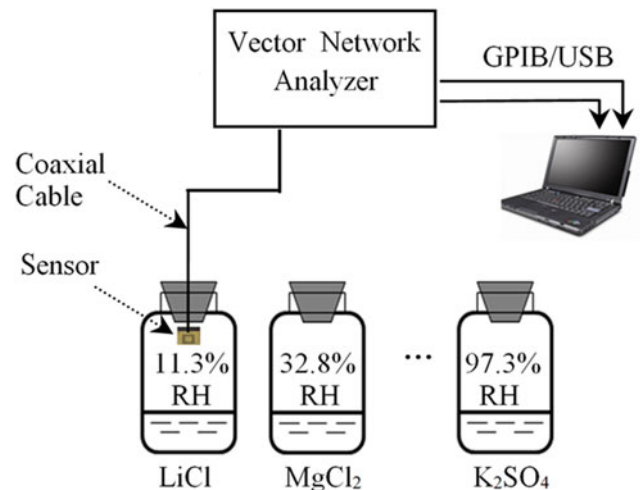 Vector Network
Analyzer
GPIB/USB
Coaxial
Cable
Sensor
11.3%
RH
32.8%
RH
...
97.3%
RH
LiCl
MgCl₂
K₂SO₄